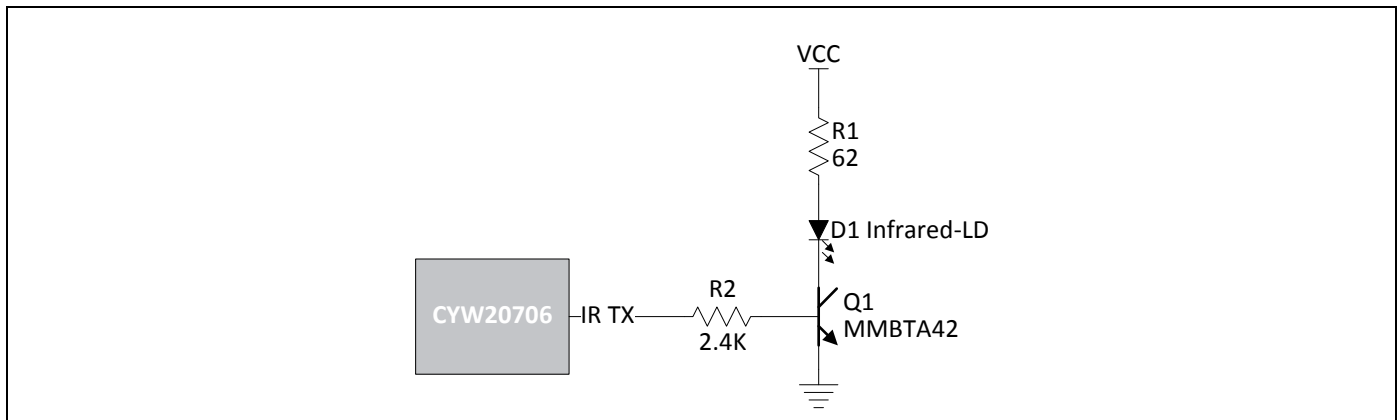 VCC
R1
62
D1 Infrared-LD
CYW20706
IR TX
R2
2.4K
Q1
MMBTA42